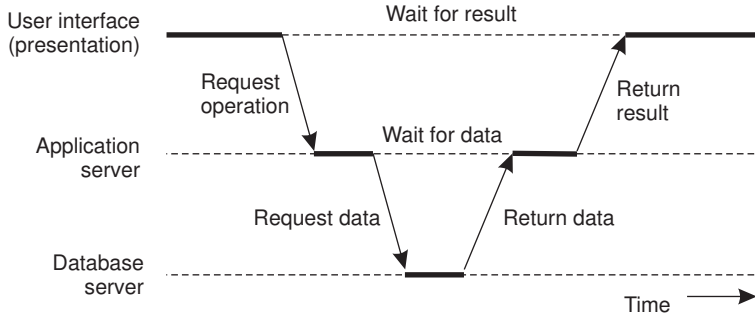 User interface
(presentation)
Wait for result
Request
operation
Return
result
Application
server
Wait for data
Request data
Return data
Database
server
Time